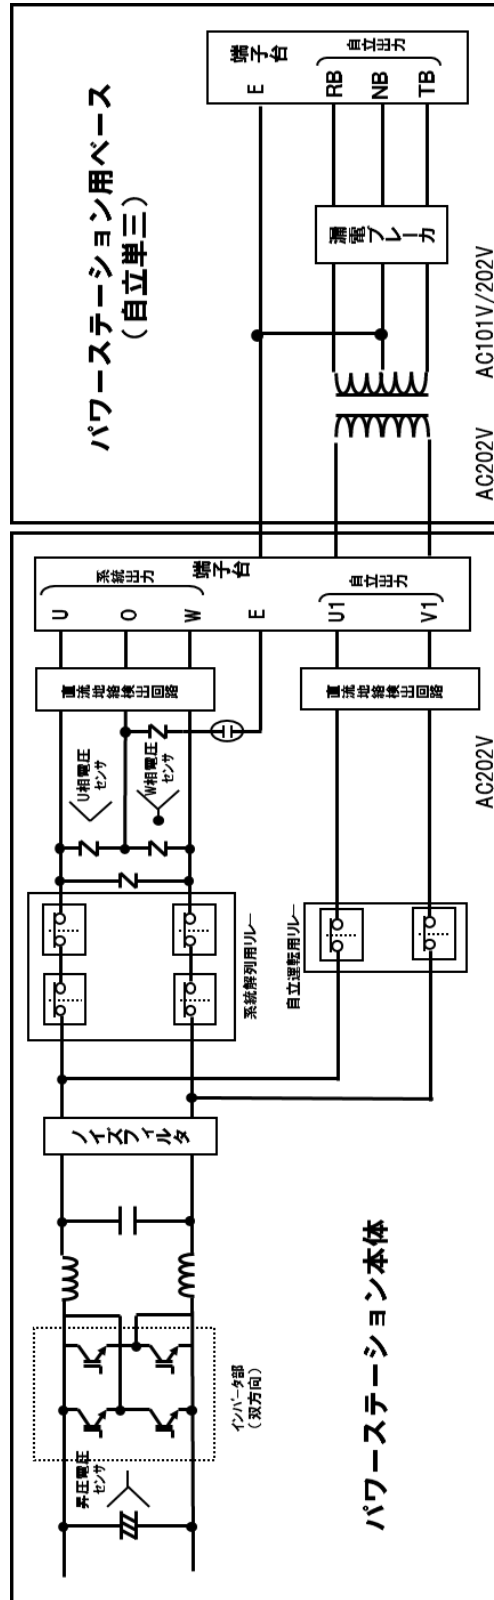 パワーステーション用ベース
（自立単三）
端子台
自立出力
E
RB
NB
TB
漏電ブレーカ
AC101V/202V
AC202V
系統出力
端子台
自立出力
U
O
W
E
U1
V1
直流地絡検出回路
直流地絡検出回路
U相電圧
センサ
W相電圧
センサ
AC202V
系統解列用リレー
自立運転用リレー
ノイズフィルタ
インバータ部
（双方向）
昇圧電圧
センサ
パワーステーション本体